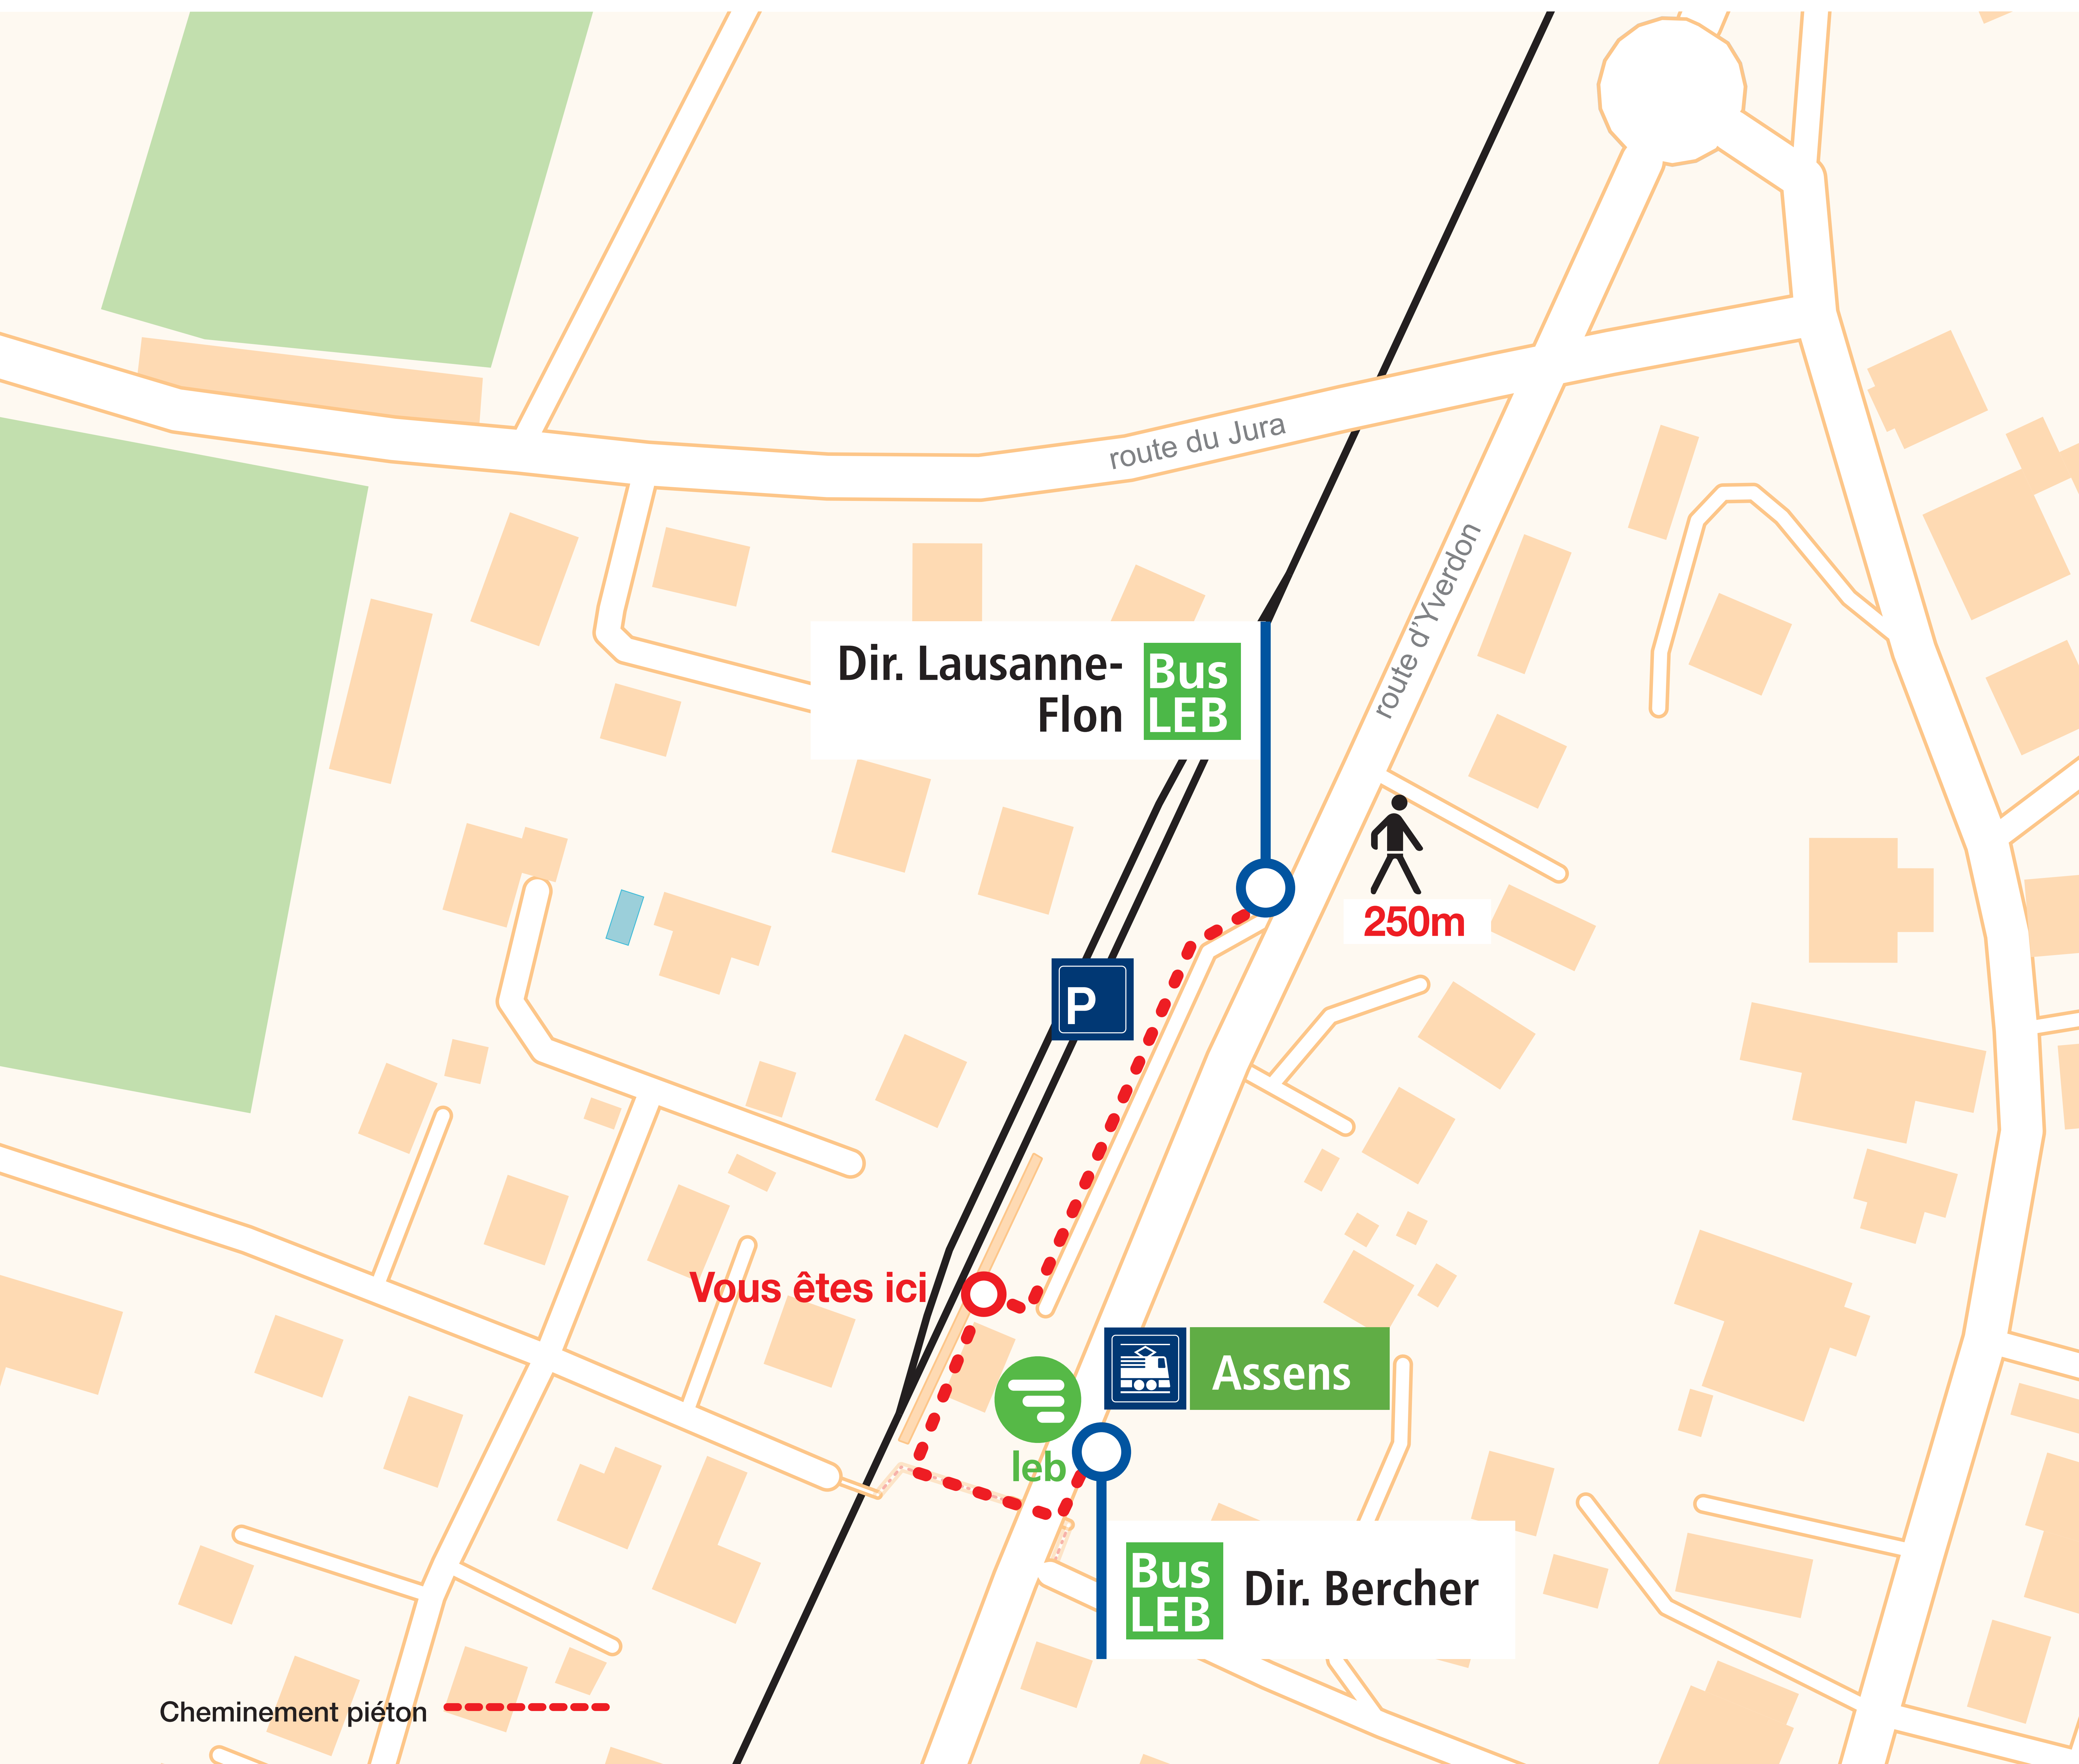 route du Jura
route d'Yverdon
Dir. Lausanne-
Flon
Bus
LEB
250m
P
Vous êtes ici
Assens
leb
Bus
LEB
Dir. Bercher
Cheminement piéton